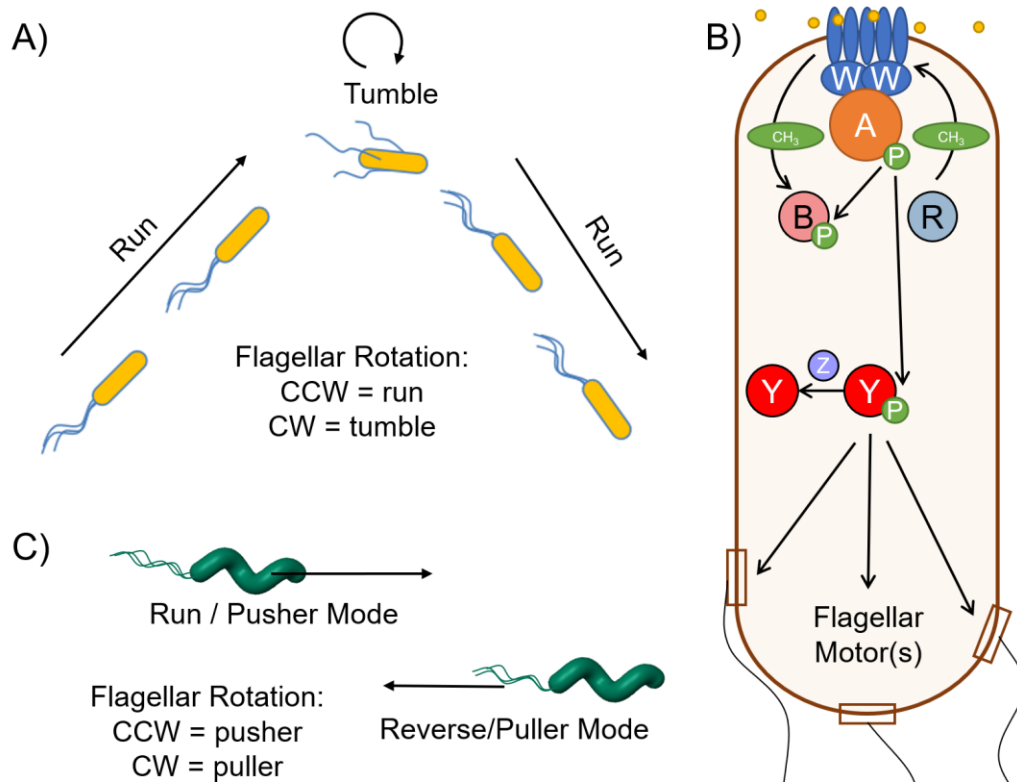 A)
Tumble
Run
Run
Flagellar Rotation:
CCW = run
CW = tumble
B)
W W
A
P
CH₃
CH₃
B
P
R
Z
Y
Y
P
Flagellar
Motor(s)
C)
Run / Pusher Mode
Flagellar Rotation:
CCW = pusher
CW = puller
Reverse/Puller Mode